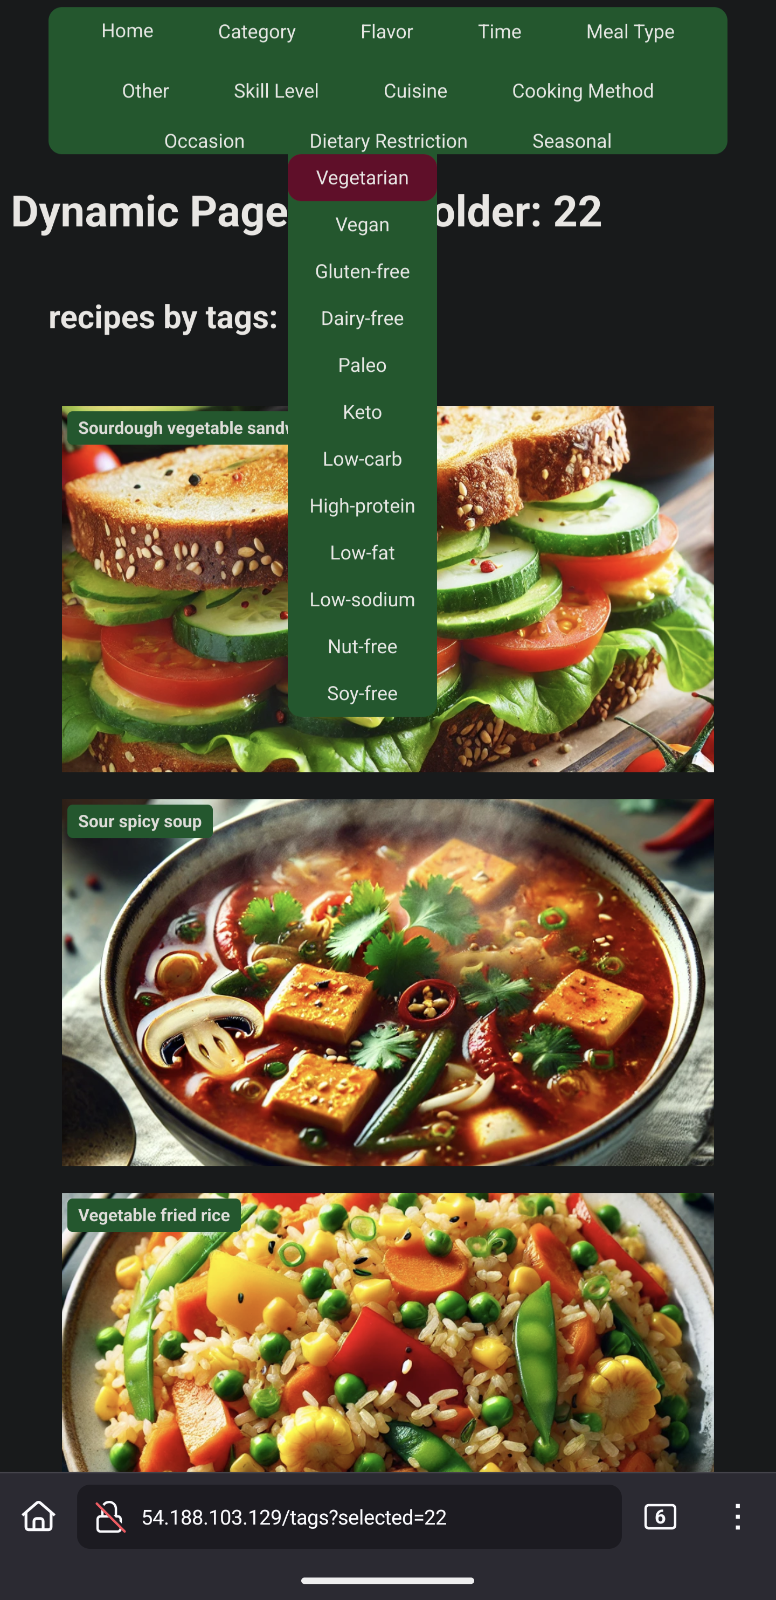 Home Category Flavor Time Meal Type
Other Skill Level Cuisine Cooking Method
Occasion Dietary Restriction Seasonal
Vegetarian
Dynamic Page older: 22
Vegan
Gluten-free
recipes by tags:
Dairy-free
Paleo
Keto
Sourdough vegetable
Low-carb
High-protein
Low-fat
Low-sodium
Nut-free
Soy-free
Sour spicy soup
Vegetable fried rice
54.188.103.129/tags?selected=22
6